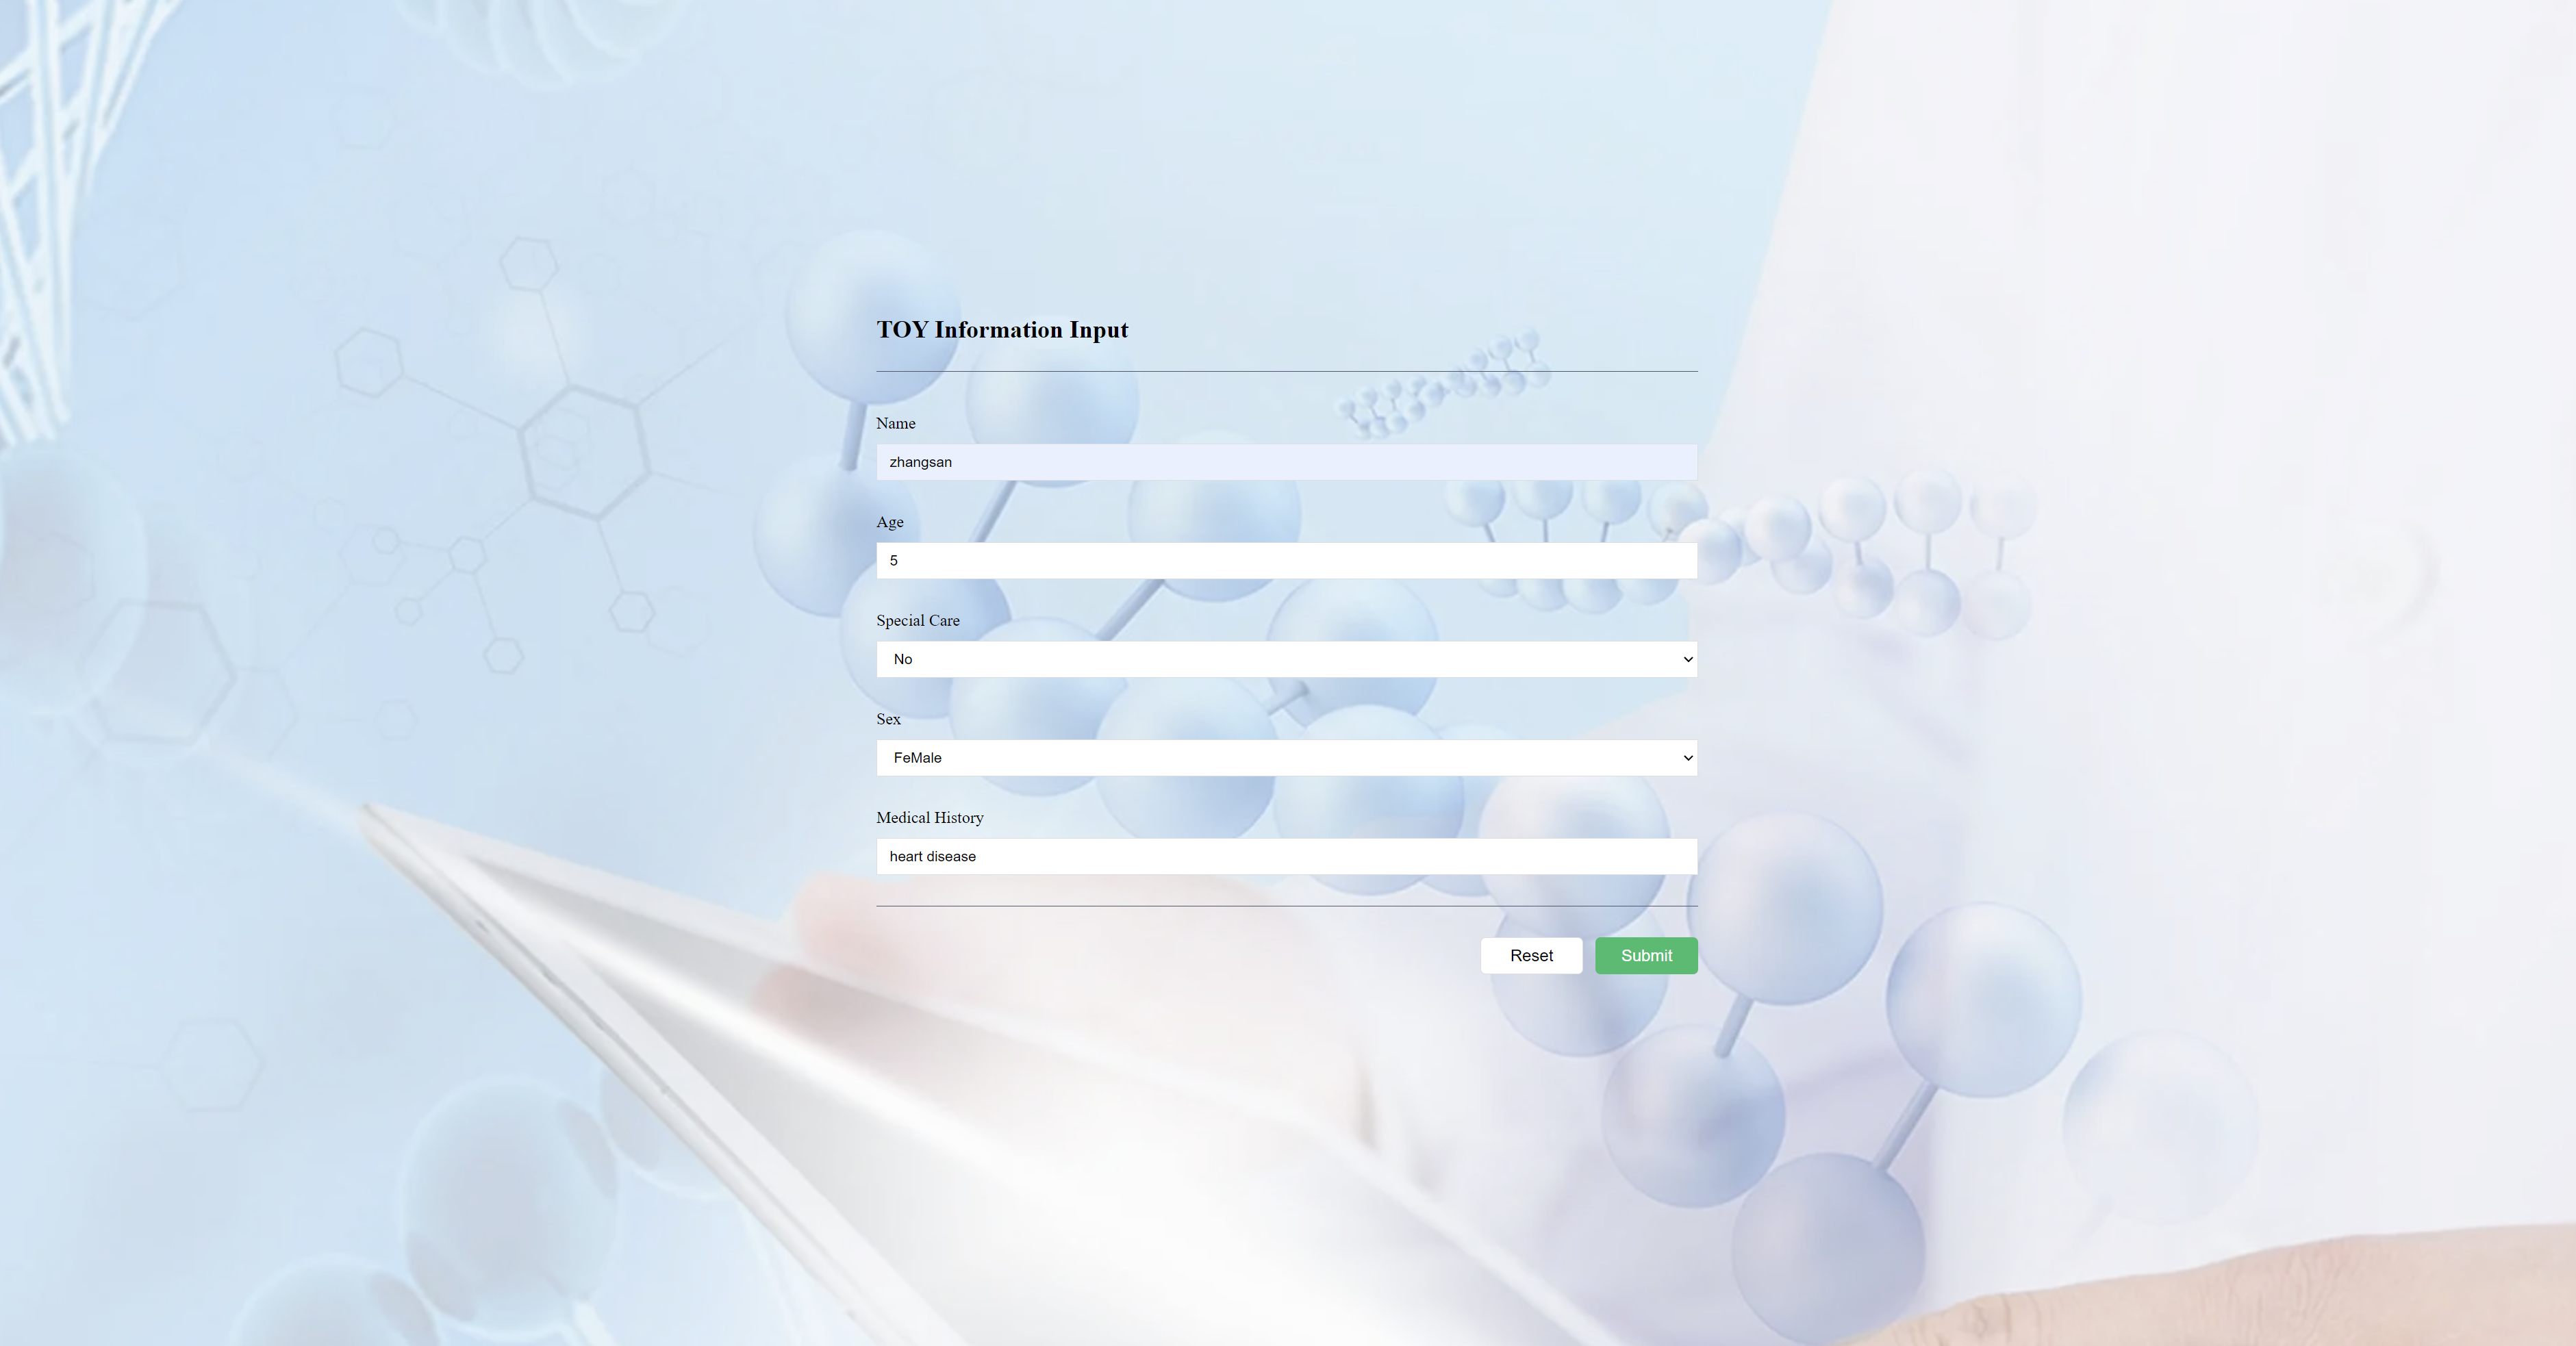 TOY Information Input
Name
zhangsan
Age
5
Special Care
No
Sex
FeMale
Medical History
heart disease
Reset Submit